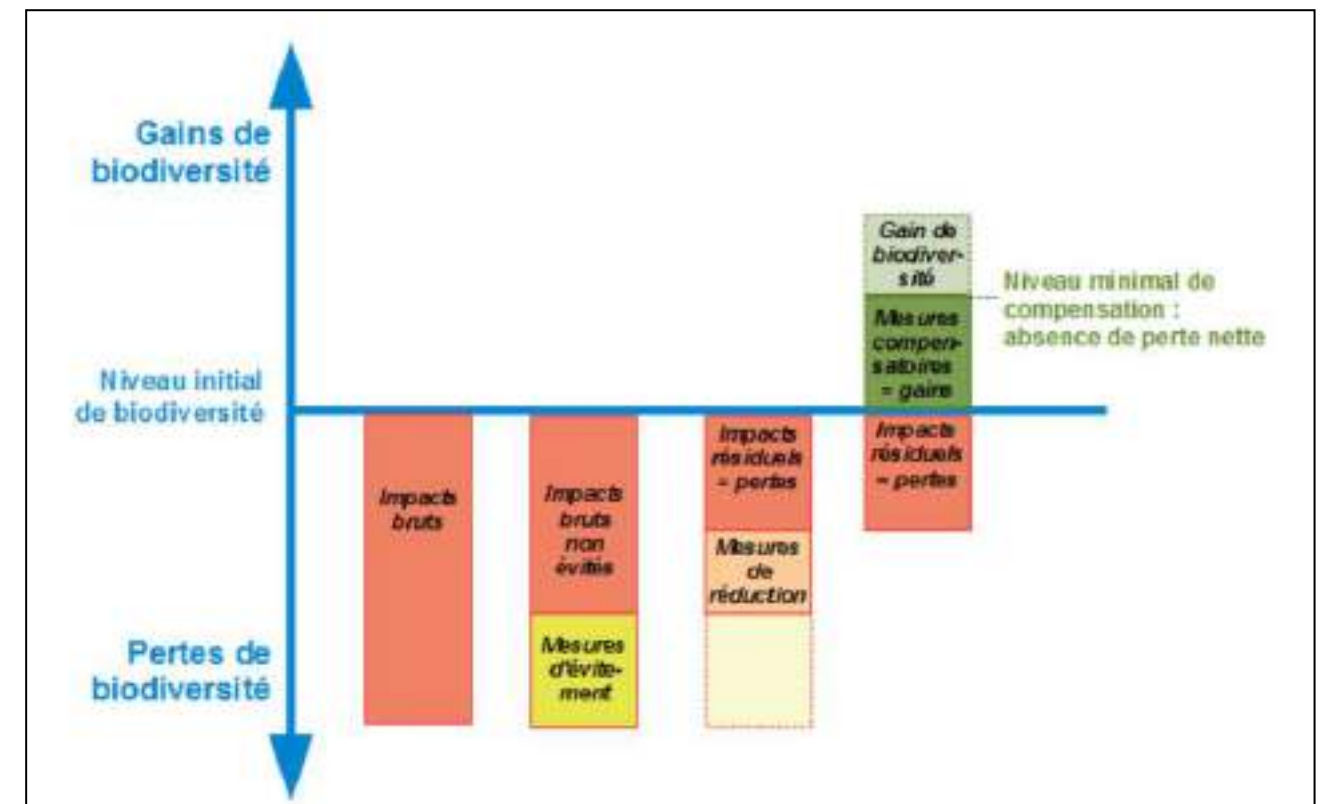 Gains de
biodiversité
Gain de
biodiver-
sité
Niveau minimal de
compensation :
absence de perte nette
Mesures
compen-
satoires
= gains
Niveau initial
de biodiversité
Impacts
bruts
Impacts
bruts
non
évités
Mesures
d'évite-
ment
Impacts
résiduels
= pertes
Mesures
de
réduction
Impacts
résiduels
= pertes
Pertes de
biodiversité